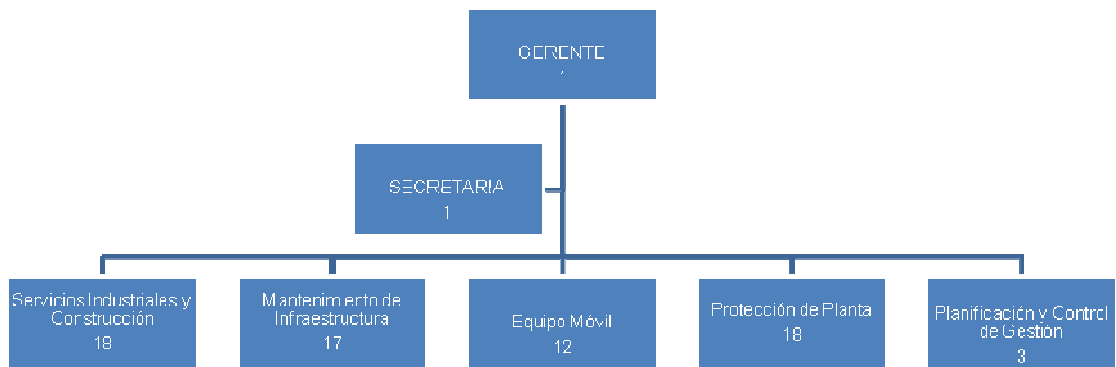 GERENTE
1
SECRETARIA
1
Servicios Industriales y
Construcción
18
Mantenimiento de
Infraestructura
17
Equipo Móvil
12
Protección de Planta
18
Planificación y Control
de Gestión
3